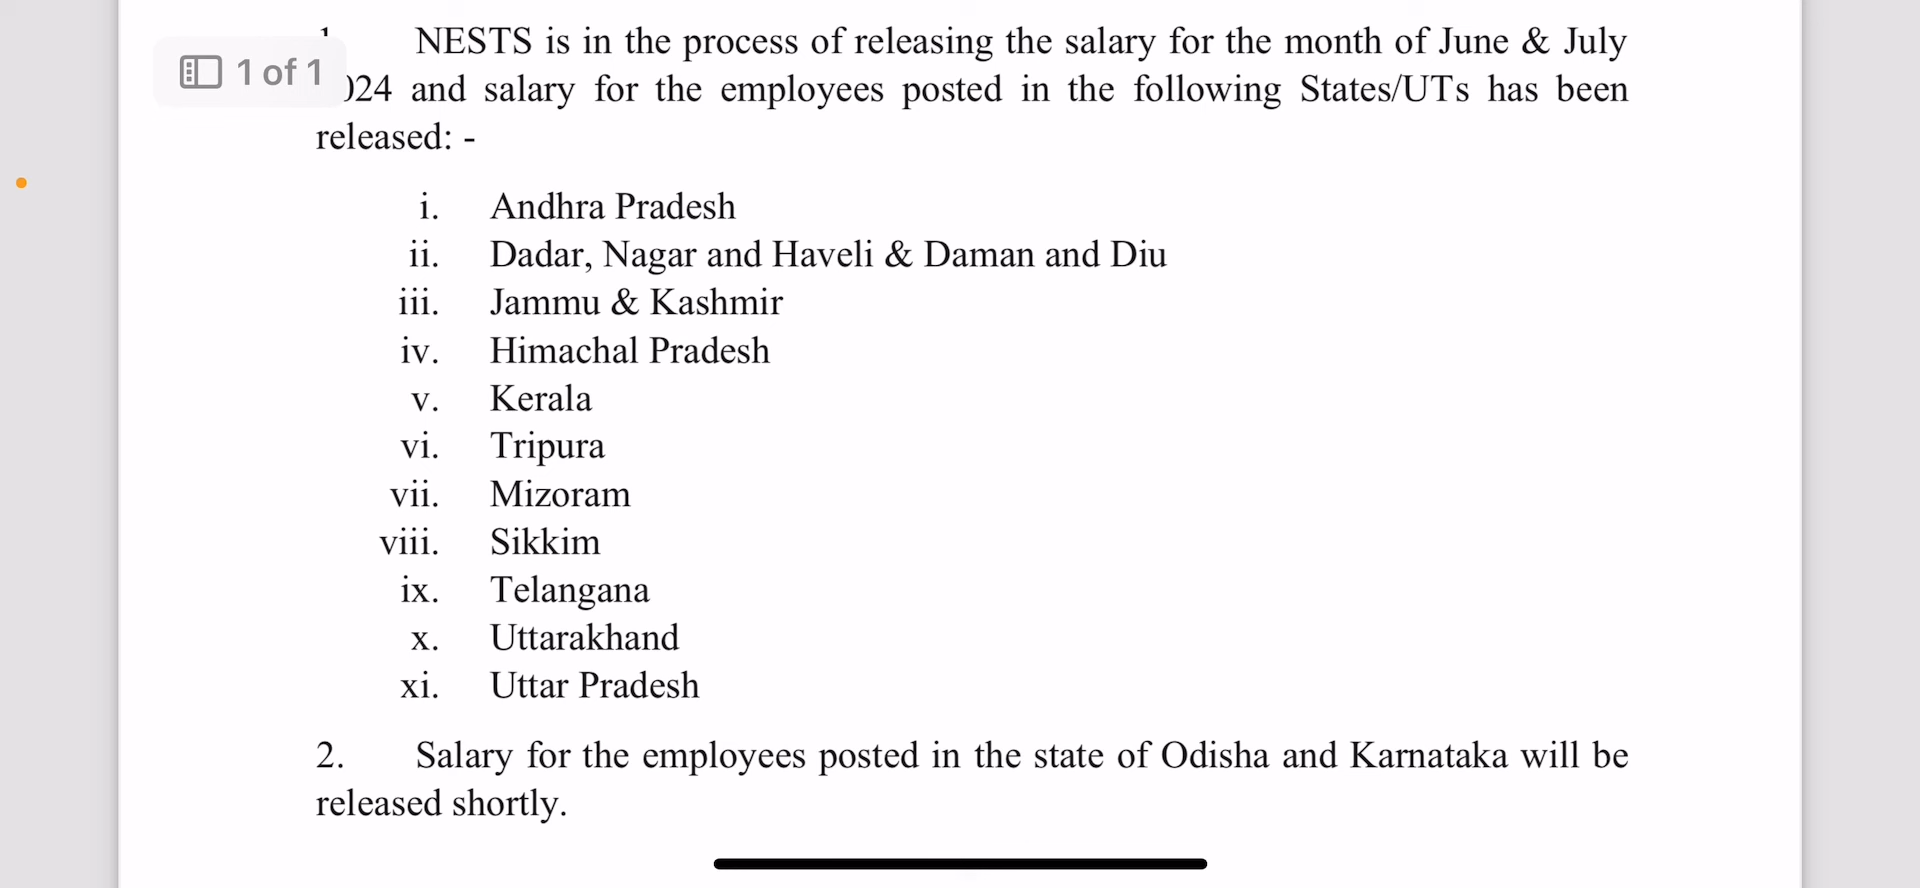 NESTS is in the process of releasing the salary for the month of June & July
1 of 1
24 and salary for the employees posted in the following States/UTs has been
released: -
i. Andhra Pradesh
ii. Dadar, Nagar and Haveli & Daman and Diu
iii. Jammu & Kashmir
iv. Himachal Pradesh
v. Kerala
vi. Tripura
vii. Mizoram
viii. Sikkim
ix. Telangana
x. Uttarakhand
xi. Uttar Pradesh
2. Salary for the employees posted in the state of Odisha and Karnataka will be
released shortly.